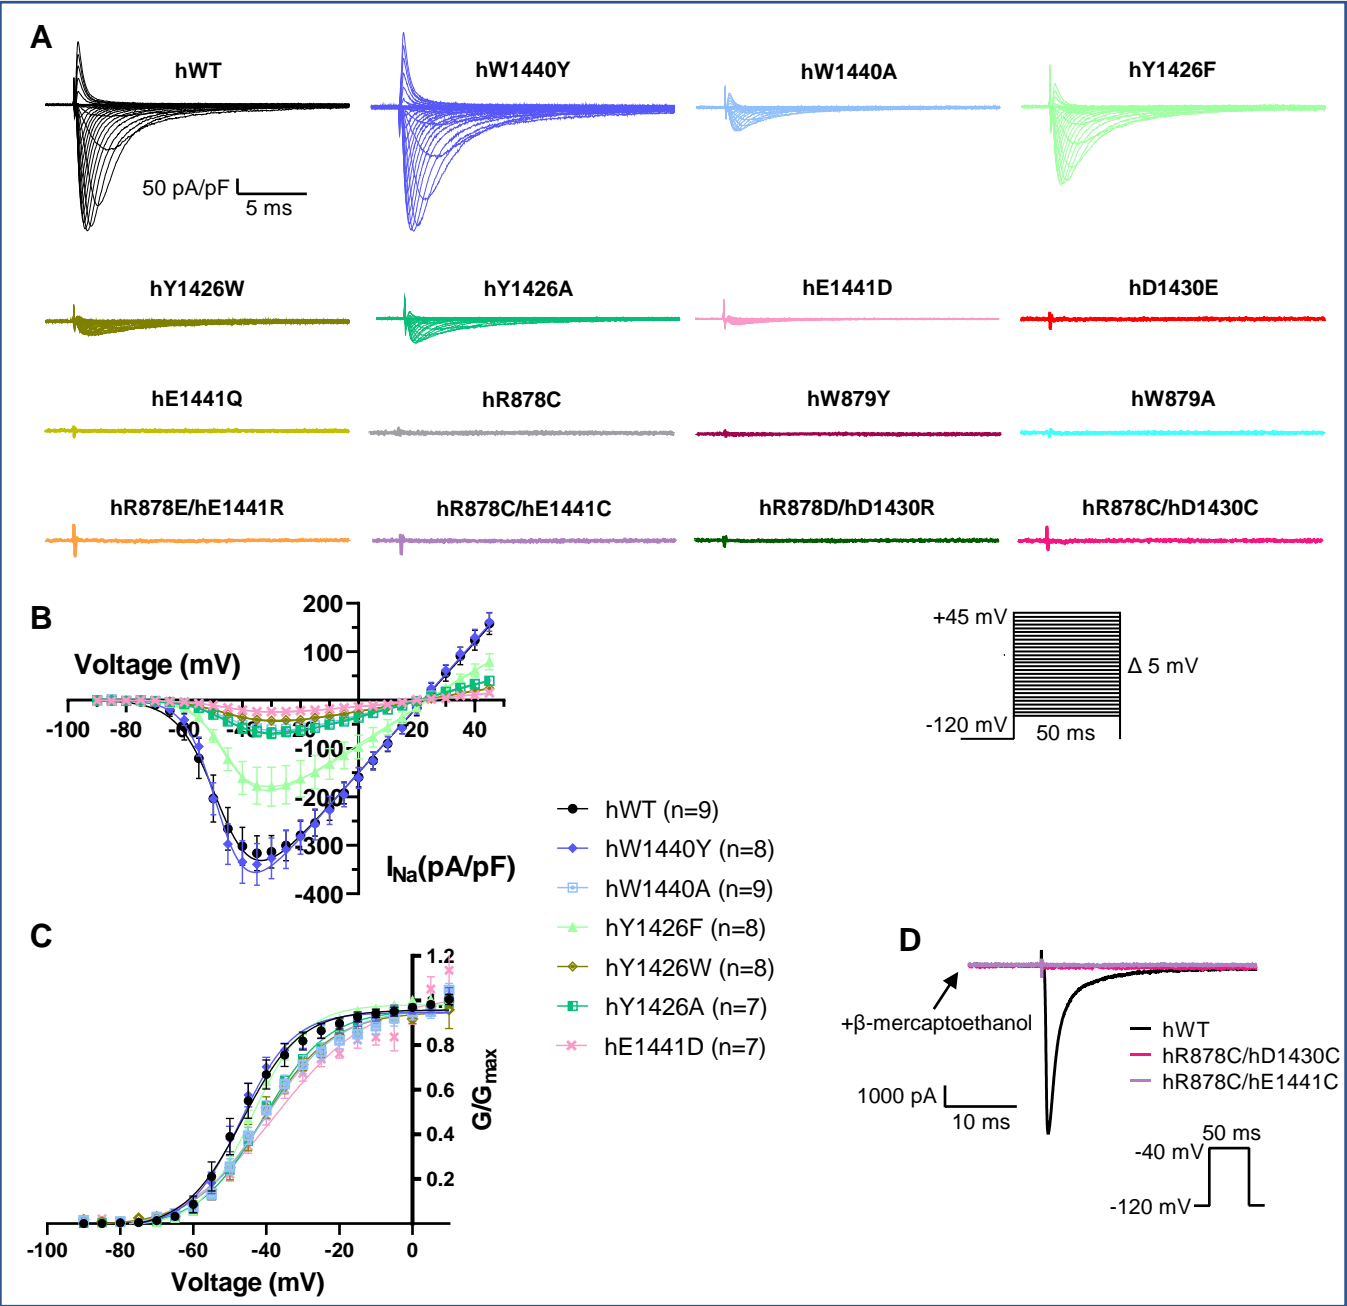 A
hWT
hW1440Y
hW1440A
hY1426F
50 pA/pF
5 ms
hY1426W
hY1426A
hE1441D
hD1430E
hE1441Q
hR878C
hW879Y
hW879A
hR878E/hE1441R
hR878C/hE1441C
hR878D/hD1430R
hR878C/hD1430C
B
200
100
-100
-200
-300
-400
Voltage (mV)
-100 -80 -60 -40 -20 20 40
INa(pA/pF)
+45 mV
Δ 5 mV
-120 mV
50 ms
hWT (n=9)
hW1440Y (n=8)
hW1440A (n=9)
hY1426F (n=8)
hY1426W (n=8)
hY1426A (n=7)
hE1441D (n=7)
C
1.2
0.8
0.6
0.4
0.2
G/Gmax
-100 -80 -60 -40 -20 0
Voltage (mV)
D
+β-mercaptoethanol
1000 pA
10 ms
hWT
hR878C/hD1430C
hR878C/hE1441C
50 ms
-40 mV
-120 mV